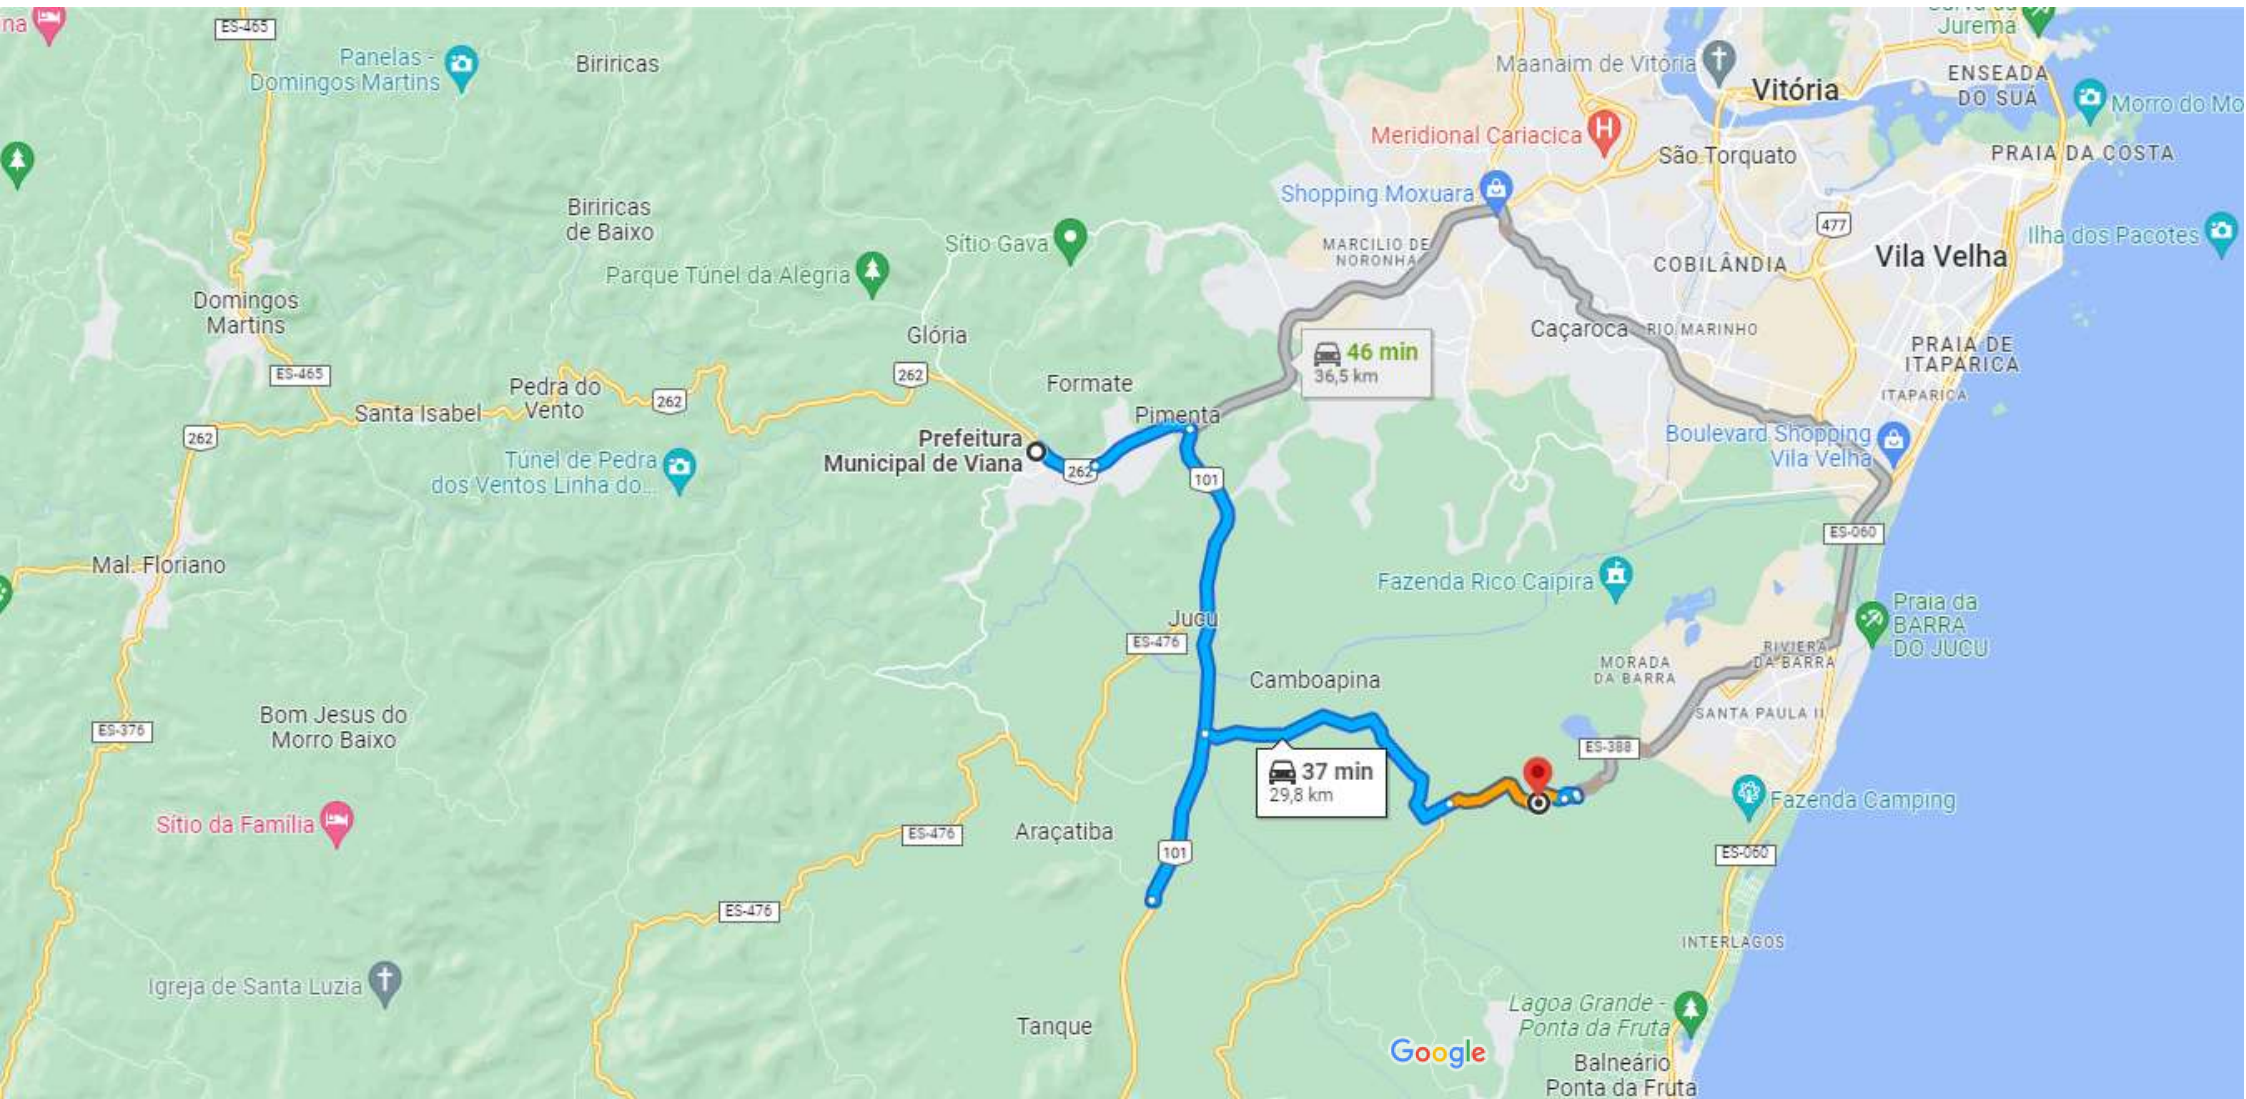 ES-465
Panelas -
Domingos Martins
Biriricas
Maanaim de Vitória
Vitória
Jurema
ENSEADA
DO SUÁ
Morro do Mo
Meridional Cariacica
São Torquato
PRAIA DA COSTA
Shopping Moxuara
477
Biriricas
de Baixo
Sítio Gava
MARCILIO DE
NORONHA
COBILÂNDIA
Vila Velha
Ilha dos Pacotes
Parque Túnel da Alegria
Domingos
Martins
Glória
Caçaroca
RIO MARINHO
PRAIA DE
ITAPARICA
46 min
36,5 km
ES-465
262
Formate
ITAPARICA
Pedra do
Vento
262
Santa Isabel
Pimenta
262
Prefeitura
Municipal de Viana
262
101
Boulevard Shopping
Vila Velha
Túnel de Pedra
dos Ventos Linha do...
ES-060
Mal. Floriano
Fazenda Rico Caipira
Praia da
BARRA
DO JUCU
Jucu
ES-476
RIVIERA
DA BARRA
MORADA
DA BARRA
Camboapina
Bom Jesus do
Morro Baixo
ES-376
SANTA PAULA II
ES-388
37 min
29,8 km
Fazenda Camping
Sítio da Família
ES-476
Araçatiba
101
ES-060
ES-476
INTERLAGOS
Igreja de Santa Luzia
Lagoa Grande -
Ponta da Fruta
Tanque
Google
Balneário
Ponta da Fruta